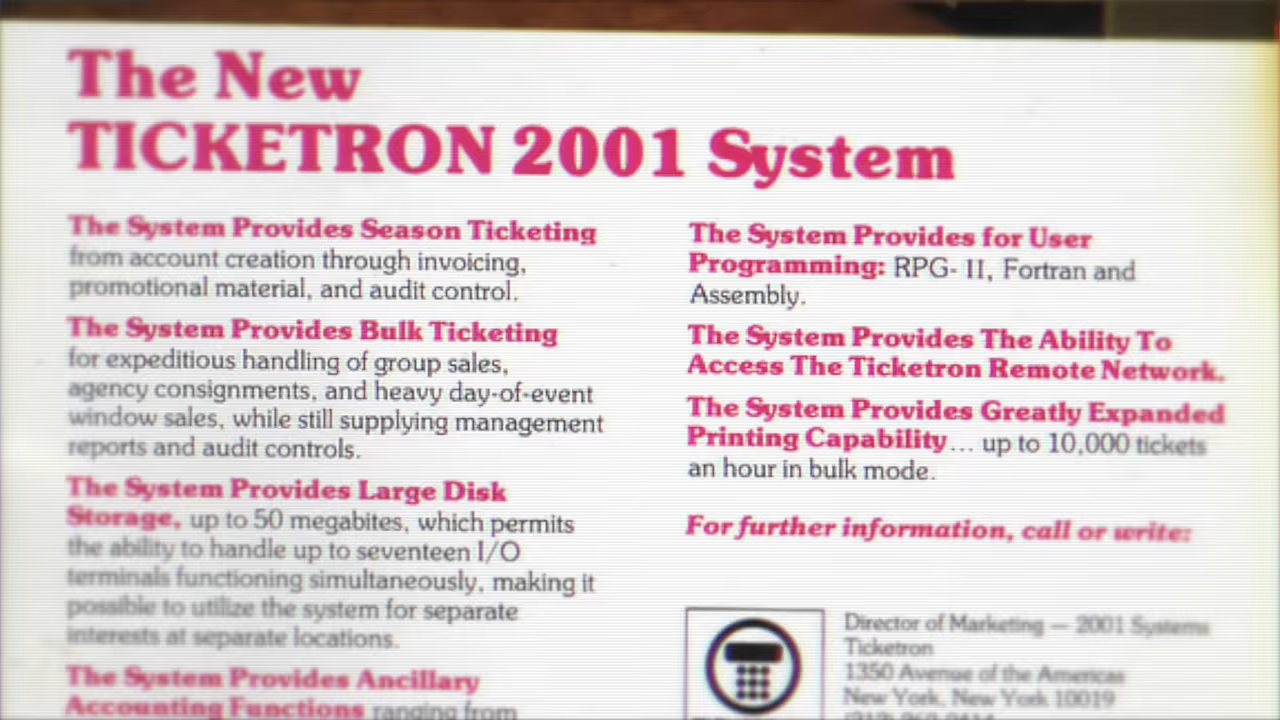 The New
TICKETRON 2001 System
The System Provides Season Ticketing
from account creation through invoicing,
promotional material, and audit control.
The System Provides Bulk Ticketing
for expeditious handling of group sales,
agency consignments, and heavy day-of-event
window sales, while still supplying management
reports and audit controls.
The System Provides Large Disk
Storage, up to 50 megabites, which permits
the ability to handle up to seventeen I/O
terminals functioning simultaneously, making it
possible to utilize the system for separate
interests at separate locations.
The System Provides Ancillary
Accounting Functions ranging from
The System Provides for User
Programming: RPG- II, Fortran and
Assembly.
The System Provides The Ability To
Access The Ticketron Remote Network.
The System Provides Greatly Expanded
Printing Capability... up to 10,000 tickets
an hour in bulk mode.
For further information, call or write:
Director of Marketing — 2001 Systems
Ticketron
1350 Avenue of the Americas
New York, New York 10019